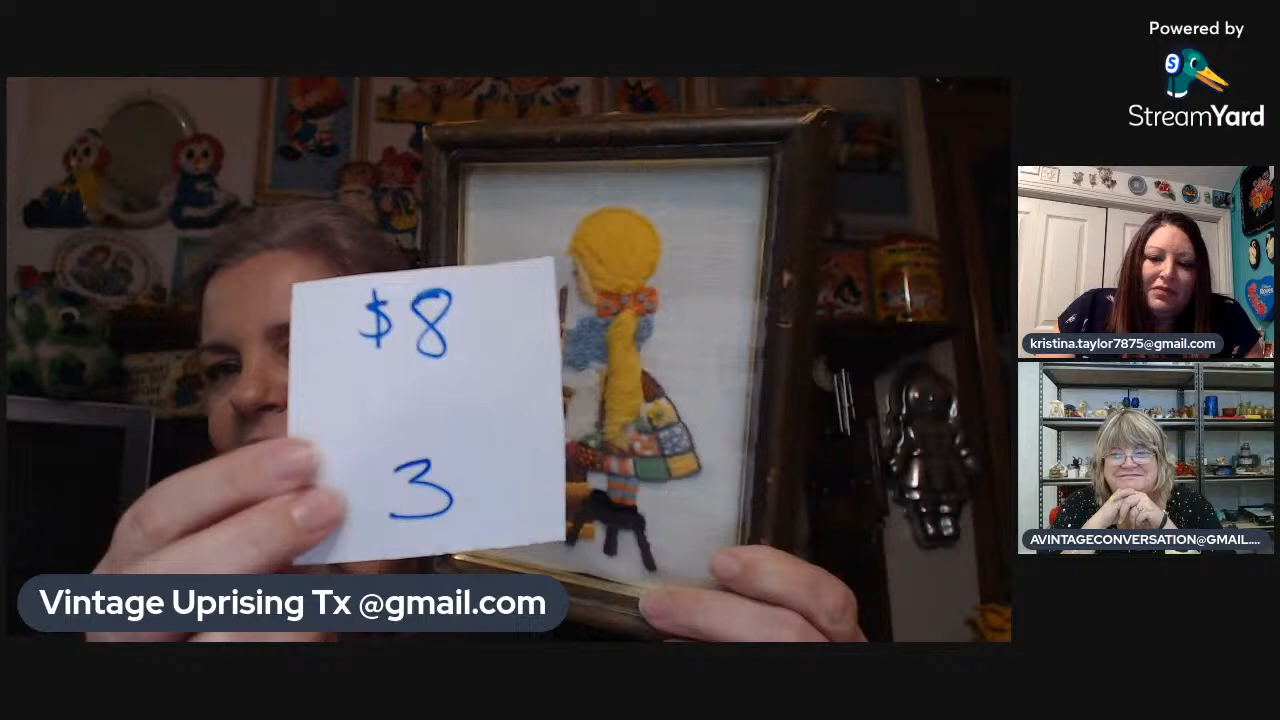 Powered by
S
StreamYard
$8
3
Vintage Uprising Tx @gmail.com
kristina.taylor7875@gmail.com
AVINTAGECONVERSATION@GMAIL....